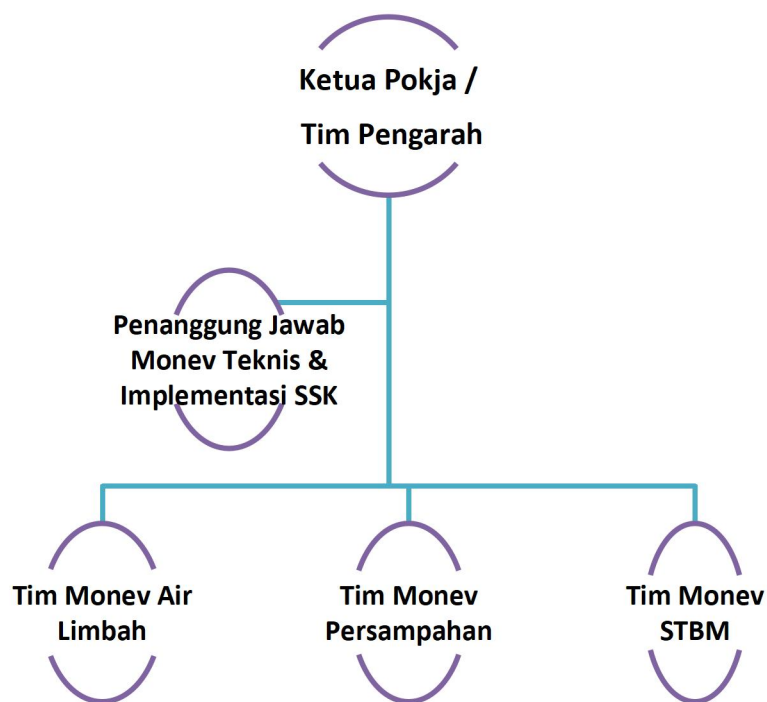 Ketua Pokja /
Tim Pengarah
Penanggung Jawab
Monev Teknis &
Implementasi SSK
Tim Monev Air
Limbah
Tim Monev
Persampahan
Tim Monev
STBM